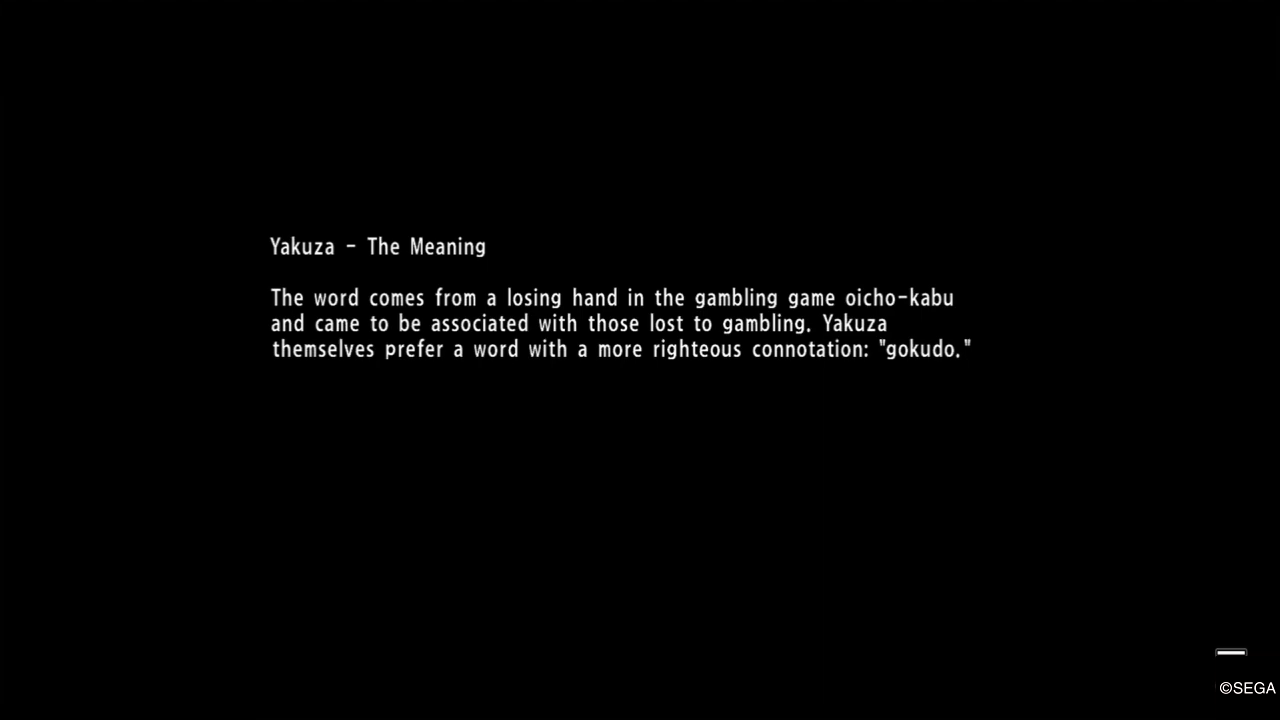 Yakuza - The Meaning
The word comes from a losing hand in the gambling game oicho-kabu
and came to be associated with those lost to gambling. Yakuza
themselves prefer a word with a more righteous connotation: "gokudo."
©SEGA